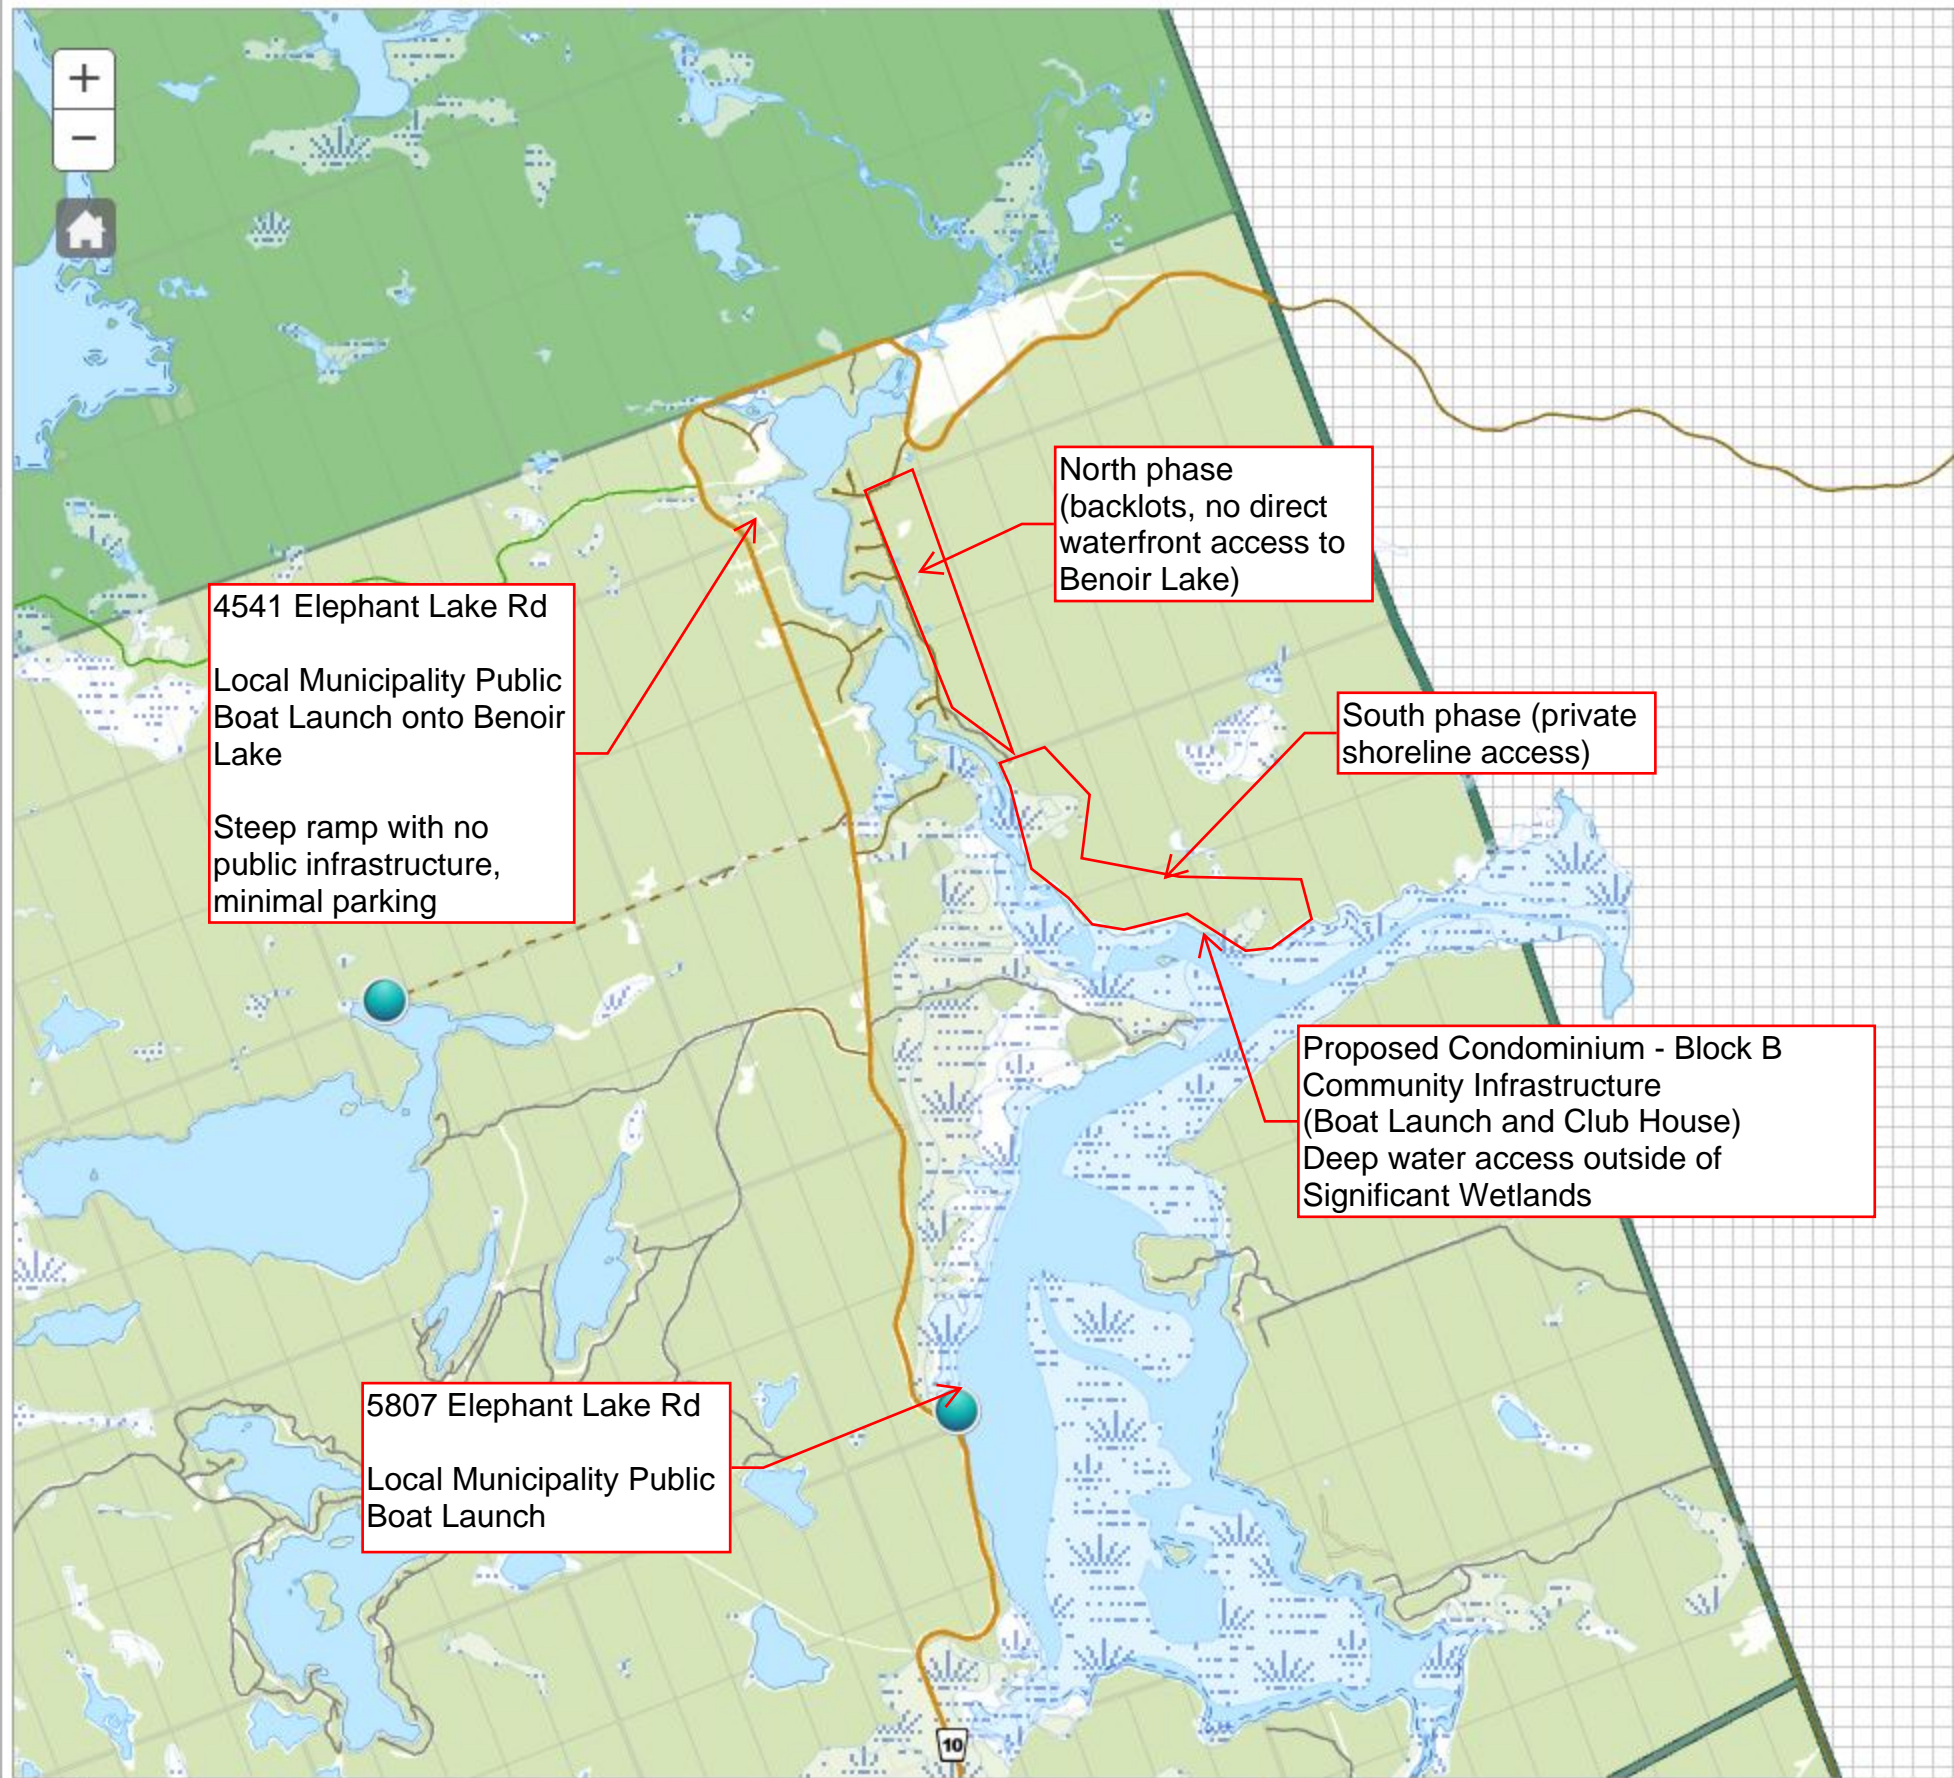 +
−
North phase
(backlots, no direct
waterfront access to
Benoir Lake)
4541 Elephant Lake Rd
Local Municipality Public
Boat Launch onto Benoir
Lake
Steep ramp with no
public infrastructure,
minimal parking
South phase (private
shoreline access)
Proposed Condominium - Block B
Community Infrastructure
(Boat Launch and Club House)
Deep water access outside of
Significant Wetlands
5807 Elephant Lake Rd
Local Municipality Public
Boat Launch
10